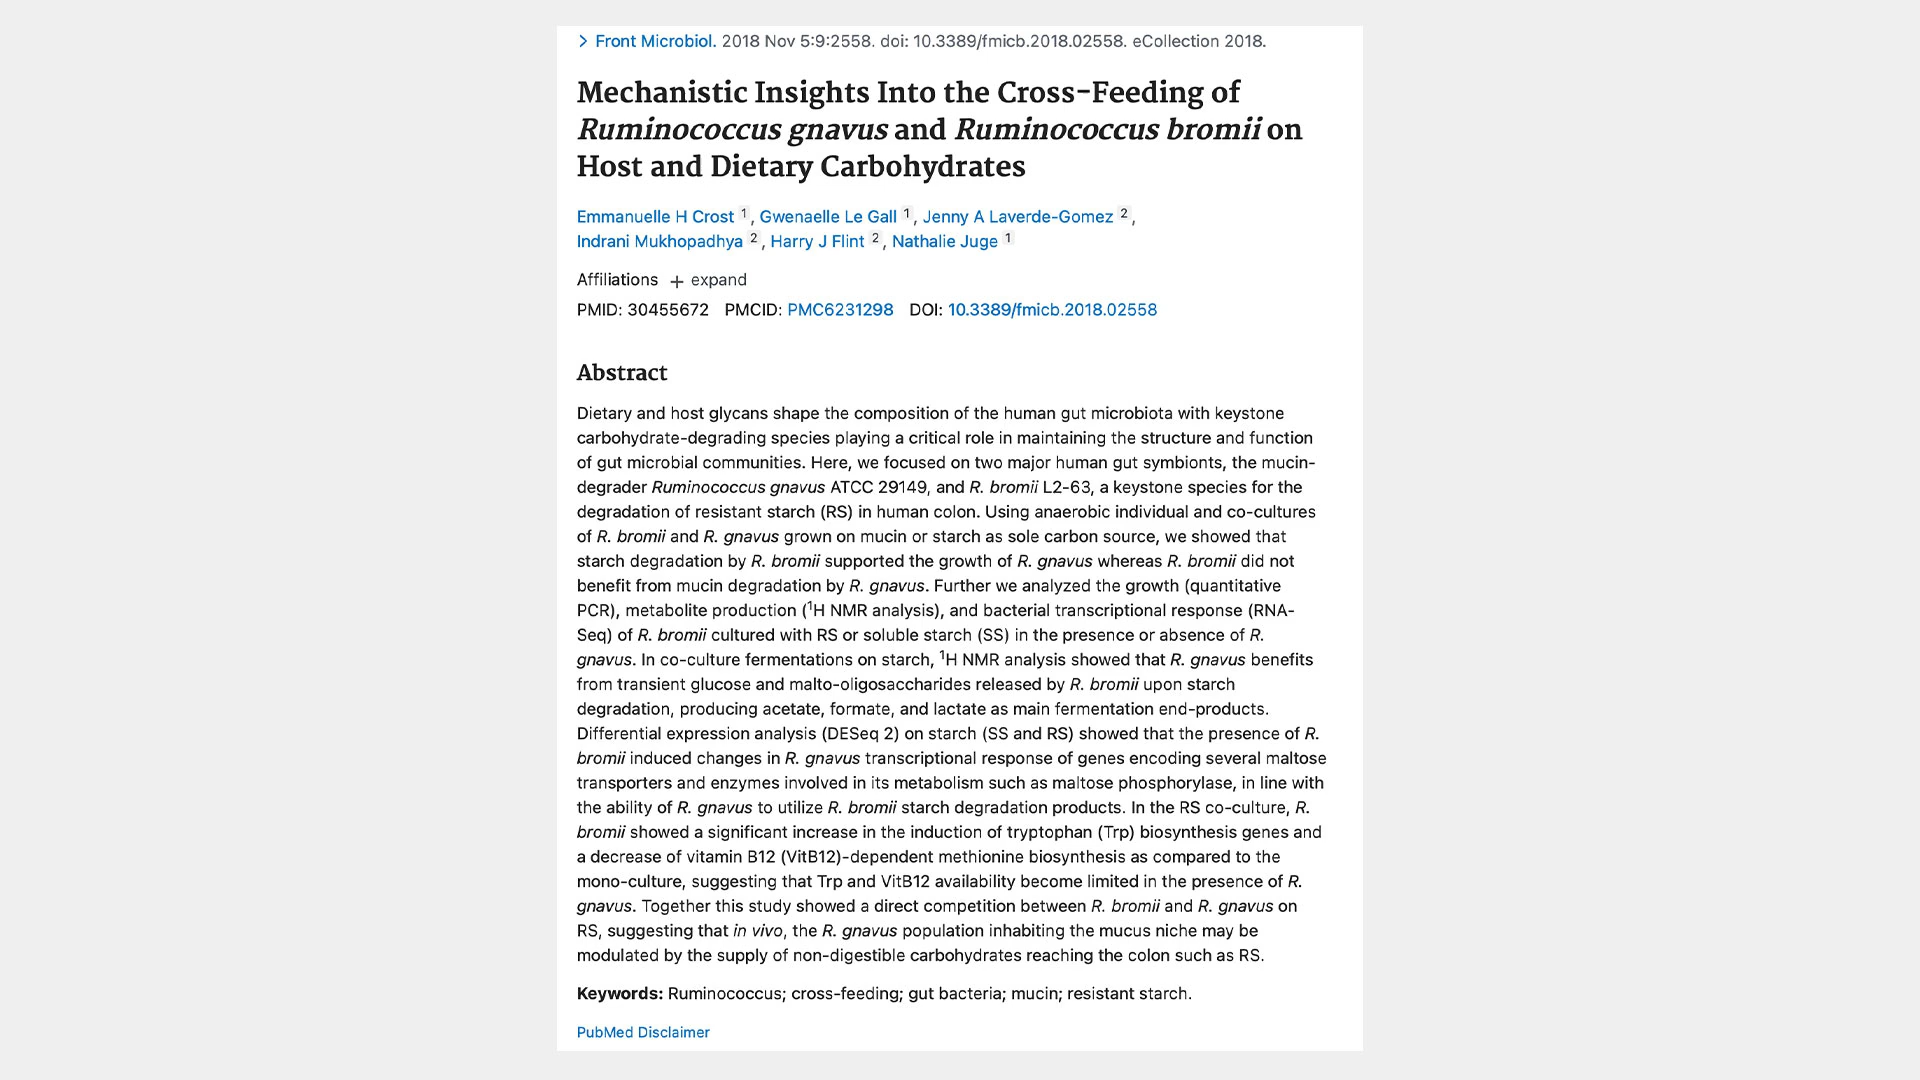 > Front Microbiol. 2018 Nov 5:9:2558. doi: 10.3389/fmicb.2018.02558. eCollection 2018.
Mechanistic Insights Into the Cross-Feeding of
Ruminococcus gnavus and Ruminococcus bromii on
Host and Dietary Carbohydrates
Emmanuelle H Crost 1, Gwenaelle Le Gall 1, Jenny A Laverde-Gomez 2,
Indrani Mukhopadhya 2, Harry J Flint 2, Nathalie Juge 1
Affiliations + expand
PMID: 30455672 PMCID: PMC6231298 DOI: 10.3389/fmicb.2018.02558
Abstract
Dietary and host glycans shape the composition of the human gut microbiota with keystone
carbohydrate-degrading species playing a critical role in maintaining the structure and function
of gut microbial communities. Here, we focused on two major human gut symbionts, the mucin-
degrader Ruminococcus gnavus ATCC 29149, and R. bromii L2-63, a keystone species for the
degradation of resistant starch (RS) in human colon. Using anaerobic individual and co-cultures
of R. bromii and R. gnavus grown on mucin or starch as sole carbon source, we showed that
starch degradation by R. bromii supported the growth of R. gnavus whereas R. bromii did not
benefit from mucin degradation by R. gnavus. Further we analyzed the growth (quantitative
PCR), metabolite production (1H NMR analysis), and bacterial transcriptional response (RNA-
Seq) of R. bromii cultured with RS or soluble starch (SS) in the presence or absence of R.
gnavus. In co-culture fermentations on starch, 1H NMR analysis showed that R. gnavus benefits
from transient glucose and malto-oligosaccharides released by R. bromii upon starch
degradation, producing acetate, formate, and lactate as main fermentation end-products.
Differential expression analysis (DESeq 2) on starch (SS and RS) showed that the presence of R.
bromii induced changes in R. gnavus transcriptional response of genes encoding several maltose
transporters and enzymes involved in its metabolism such as maltose phosphorylase, in line with
the ability of R. gnavus to utilize R. bromii starch degradation products. In the RS co-culture, R.
bromii showed a significant increase in the induction of tryptophan (Trp) biosynthesis genes and
a decrease of vitamin B12 (VitB12)-dependent methionine biosynthesis as compared to the
mono-culture, suggesting that Trp and VitB12 availability become limited in the presence of R.
gnavus. Together this study showed a direct competition between R. bromii and R. gnavus on
RS, suggesting that in vivo, the R. gnavus population inhabiting the mucus niche may be
modulated by the supply of non-digestible carbohydrates reaching the colon such as RS.
Keywords: Ruminococcus; cross-feeding; gut bacteria; mucin; resistant starch.
PubMed Disclaimer